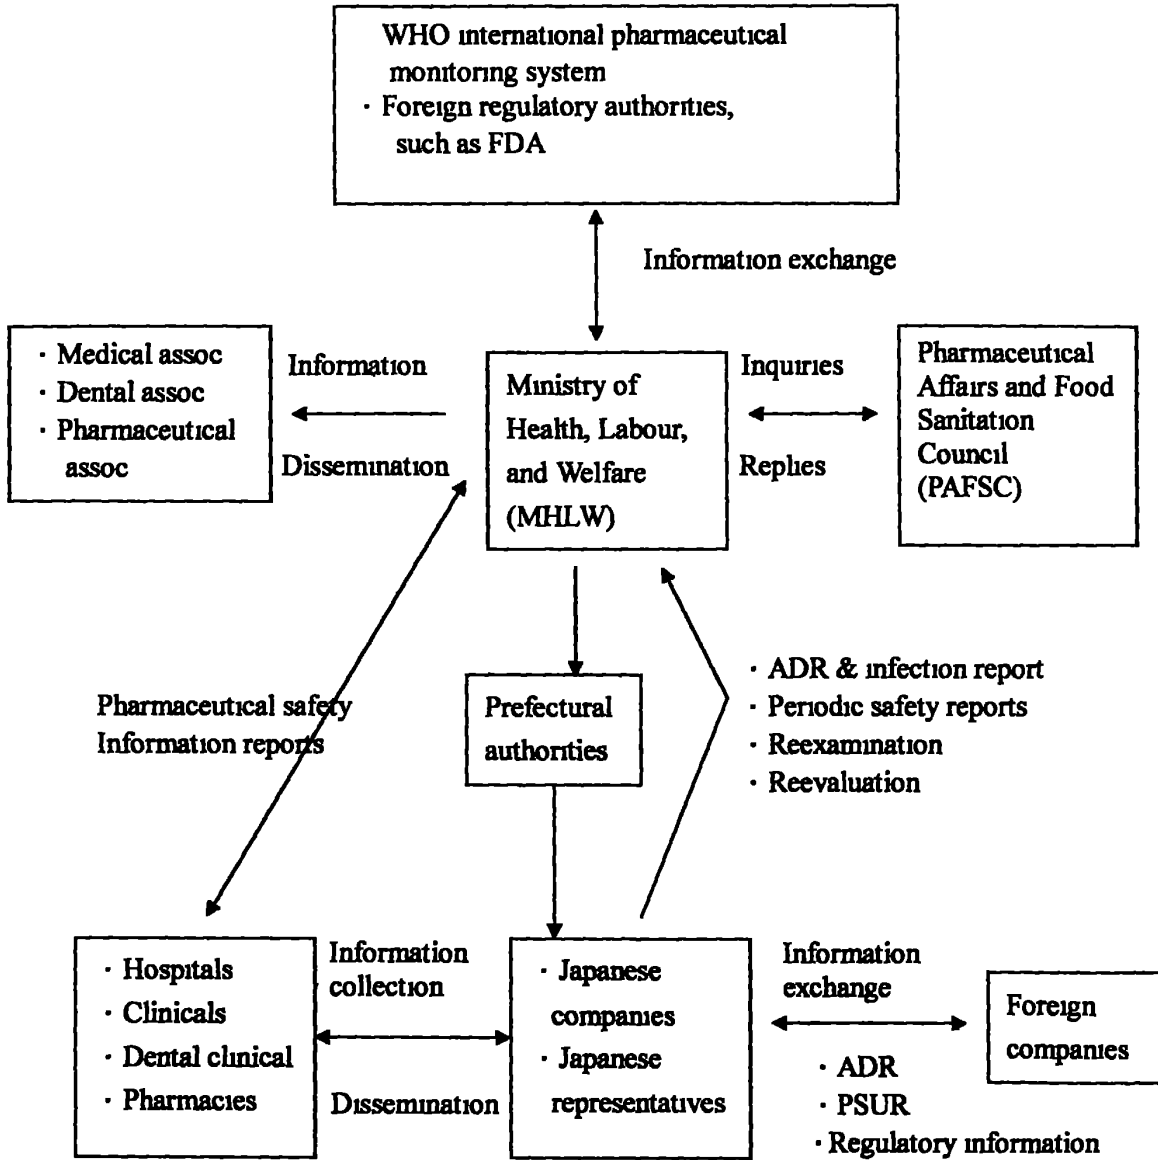 WHO international pharmaceutical
monitoring system
· Foreign regulatory authorities,
such as FDA
Information exchange
· Medical assoc
· Dental assoc
· Pharmaceutical
assoc
Information
Dissemination
Ministry of
Health, Labour,
and Welfare
(MHLW)
Inquiries
Replies
Pharmaceutical
Affairs and Food
Sanitation
Council
(PAFSC)
Pharmaceutical safety
Information reports
Prefectural
authorities
· ADR & infection report
· Periodic safety reports
· Reexamination
· Reevaluation
· Hospitals
· Clinicals
· Dental clinical
· Pharmacies
Information
collection
Dissemination
· Japanese
companies
· Japanese
representatives
Information
exchange
· ADR
· PSUR
· Regulatory information
Foreign
companies